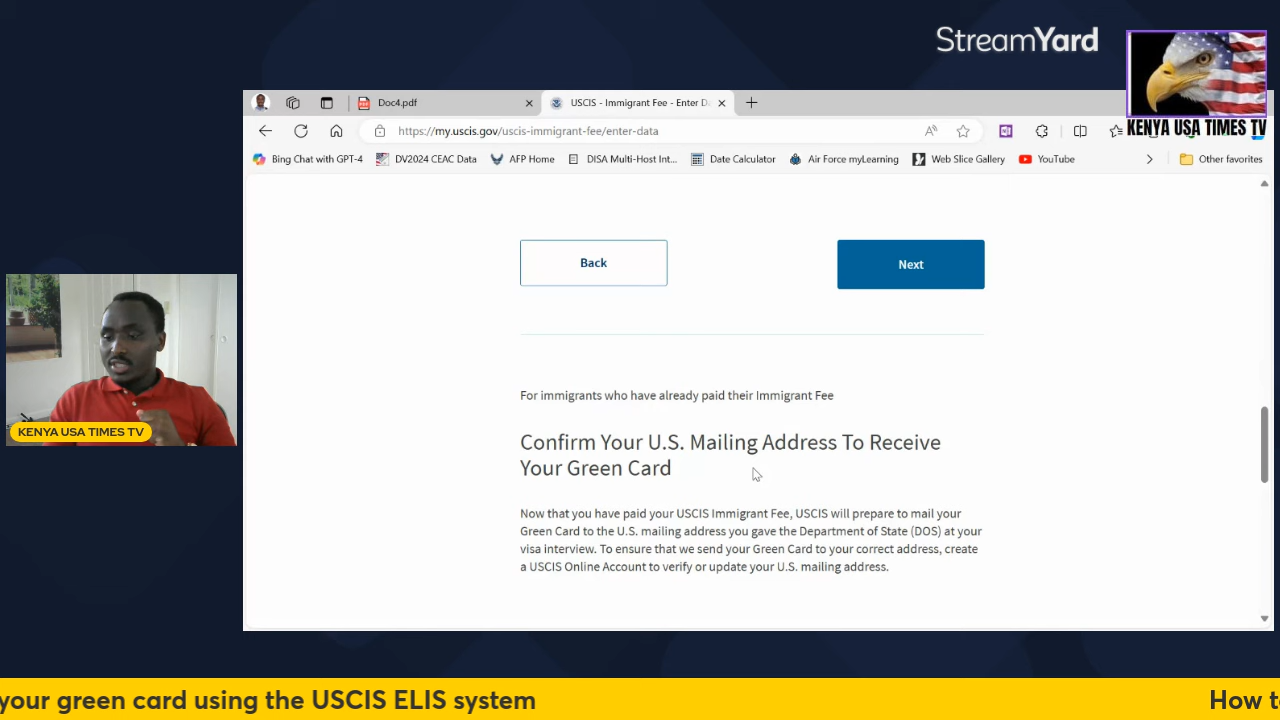 StreamYard
KENYA USA TIMES TV
Doc4.pdf
USCIS - Immigrant Fee - Enter D
https://my.uscis.gov/uscis-immigrant-fee/enter-data
Bing Chat with GPT-4
DV2024 CEAC Data
AFP Home
DISA Multi-Host Int...
Date Calculator
Air Force myLearning
Web Slice Gallery
YouTube
Other favorites
Back
Next
For immigrants who have already paid their Immigrant Fee
Confirm Your U.S. Mailing Address To Receive
Your Green Card
Now that you have paid your USCIS Immigrant Fee, USCIS will prepare to mail your
Green Card to the U.S. mailing address you gave the Department of State (DOS) at your
visa interview. To ensure that we send your Green Card to your correct address, create
a USCIS Online Account to verify or update your U.S. mailing address.
KENYA USA TIMES TV
your green card using the USCIS ELIS system
How t